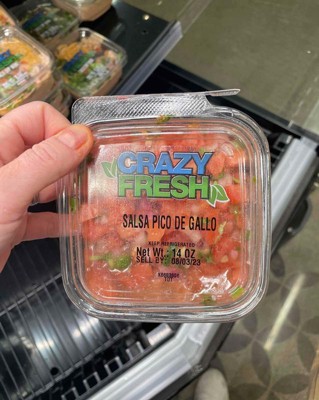 CRAZY
FRESH
SALSA PICO DE GALLO
KEEP REFRIGERATED
Net Wt. 14 OZ
SELL BY: 08/03/23